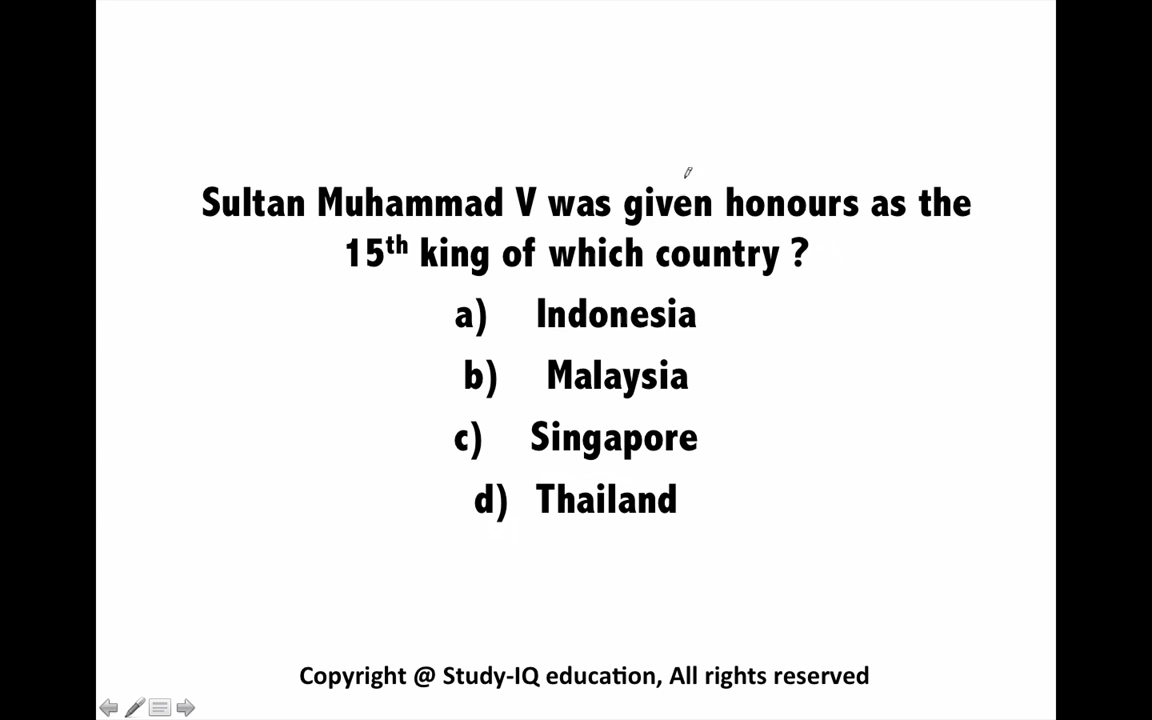 Sultan Muhammad V was given honours as the
15th king of which country ?
a) Indonesia
b) Malaysia
c) Singapore
d) Thailand
Copyright @ Study-IQ education, All rights reserved